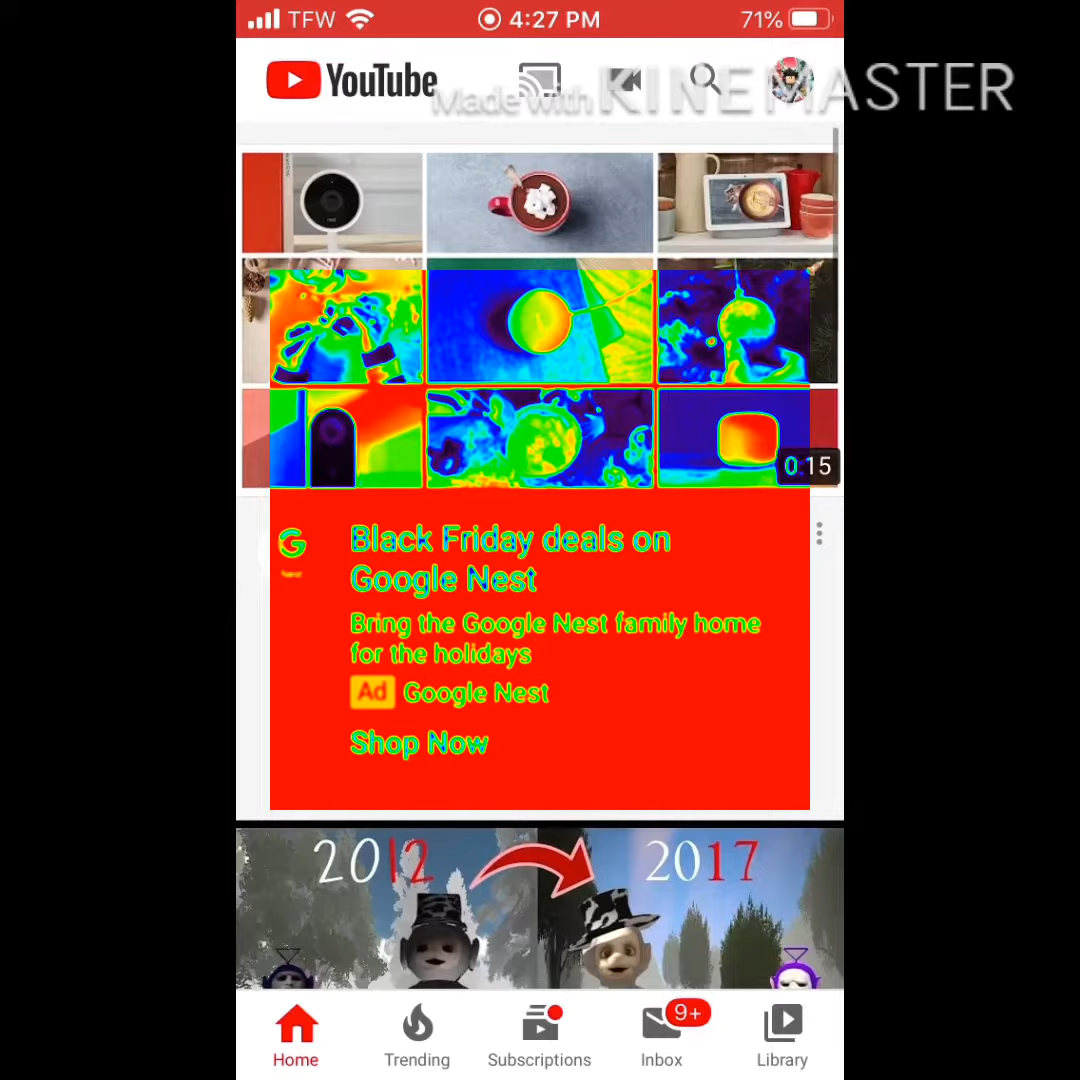 TFW 4:27 PM 71%
YouTube
Made with KINEMASTER
0:15
Black Friday deals on
Google Nest
Bring the Google Nest family home
for the holidays
Ad Google Nest
Shop Now
2012 2017
9+
Home Trending Subscriptions Inbox Library